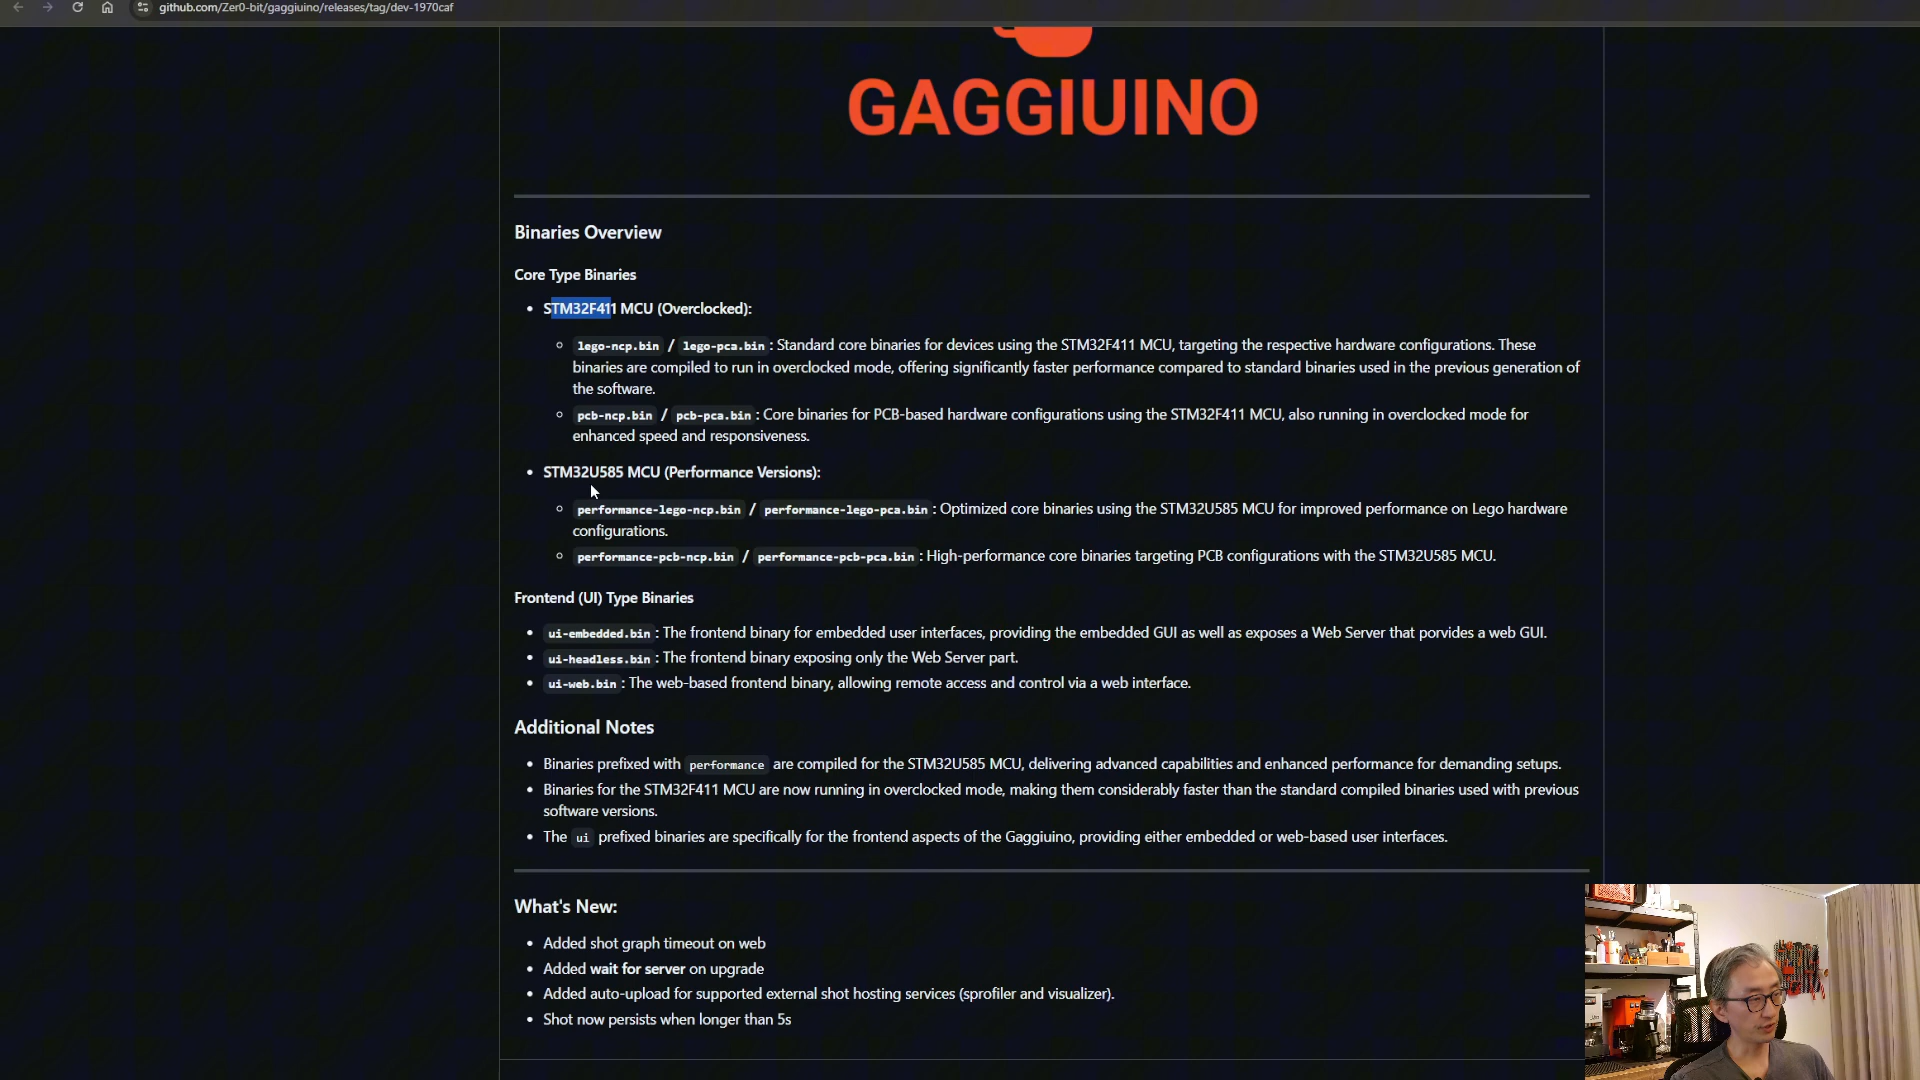 github.com/Zer0-bit/gaggiuino/releases/tag/dev-1970caf
GAGGIUINO
Binaries Overview
Core Type Binaries
STM32F411 MCU (Overclocked):
lego-ncp.bin / lego-pca.bin : Standard core binaries for devices using the STM32F411 MCU, targeting the respective hardware configurations. These
binaries are compiled to run in overclocked mode, offering significantly faster performance compared to standard binaries used in the previous generation of
the software.
pcb-ncp.bin / pcb-pca.bin : Core binaries for PCB-based hardware configurations using the STM32F411 MCU, also running in overclocked mode for
enhanced speed and responsiveness.
STM32U585 MCU (Performance Versions):
performance-lego-ncp.bin / performance-lego-pca.bin : Optimized core binaries using the STM32U585 MCU for improved performance on Lego hardware
configurations.
performance-pcb-ncp.bin / performance-pcb-pca.bin : High-performance core binaries targeting PCB configurations with the STM32U585 MCU.
Frontend (UI) Type Binaries
ui-embedded.bin : The frontend binary for embedded user interfaces, providing the embedded GUI as well as exposes a Web Server that porvides a web GUI.
ui-headless.bin : The frontend binary exposing only the Web Server part.
ui-web.bin : The web-based frontend binary, allowing remote access and control via a web interface.
Additional Notes
Binaries prefixed with performance are compiled for the STM32U585 MCU, delivering advanced capabilities and enhanced performance for demanding setups.
Binaries for the STM32F411 MCU are now running in overclocked mode, making them considerably faster than the standard compiled binaries used with previous
software versions.
The ui prefixed binaries are specifically for the frontend aspects of the Gaggiuino, providing either embedded or web-based user interfaces.
What's New:
Added shot graph timeout on web
Added wait for server on upgrade
Added auto-upload for supported external shot hosting services (sprofiler and visualizer).
Shot now persists when longer than 5s